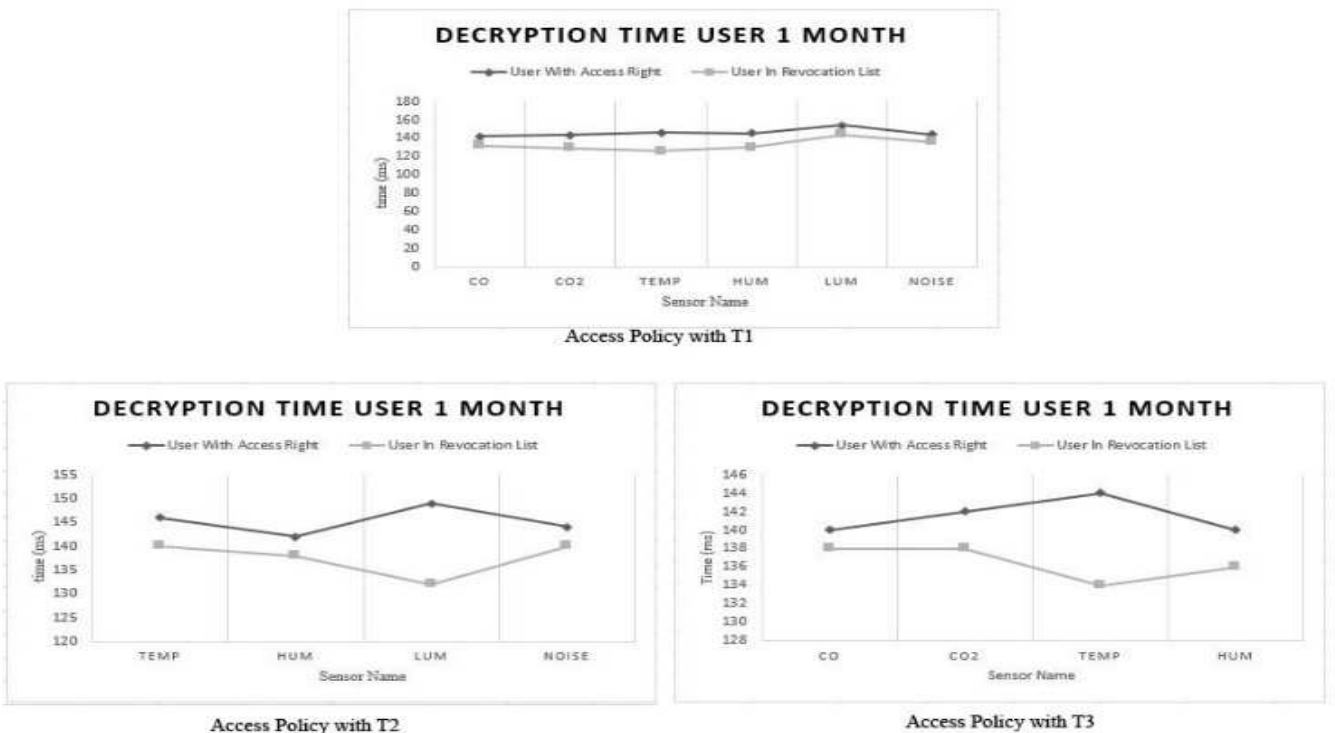 DECRYPTION TIME USER 1 MONTH
User With Access Right User In Revocation List
180
160
140
120
100
80
60
40
20
0
time (ms)
CO CO2 TEMP HUM LUM NOISE
Sensor Name
Access Policy with T1
DECRYPTION TIME USER 1 MONTH
User With Access Right User In Revocation List
155
150
145
140
135
130
125
120
time (ms)
TEMP HUM LUM NOISE
Sensor Name
Access Policy with T2
DECRYPTION TIME USER 1 MONTH
User With Access Right User In Revocation List
146
144
142
140
138
136
134
132
130
128
Time (ms)
CO CO2 TEMP HUM
Sensor Name
Access Policy with T3